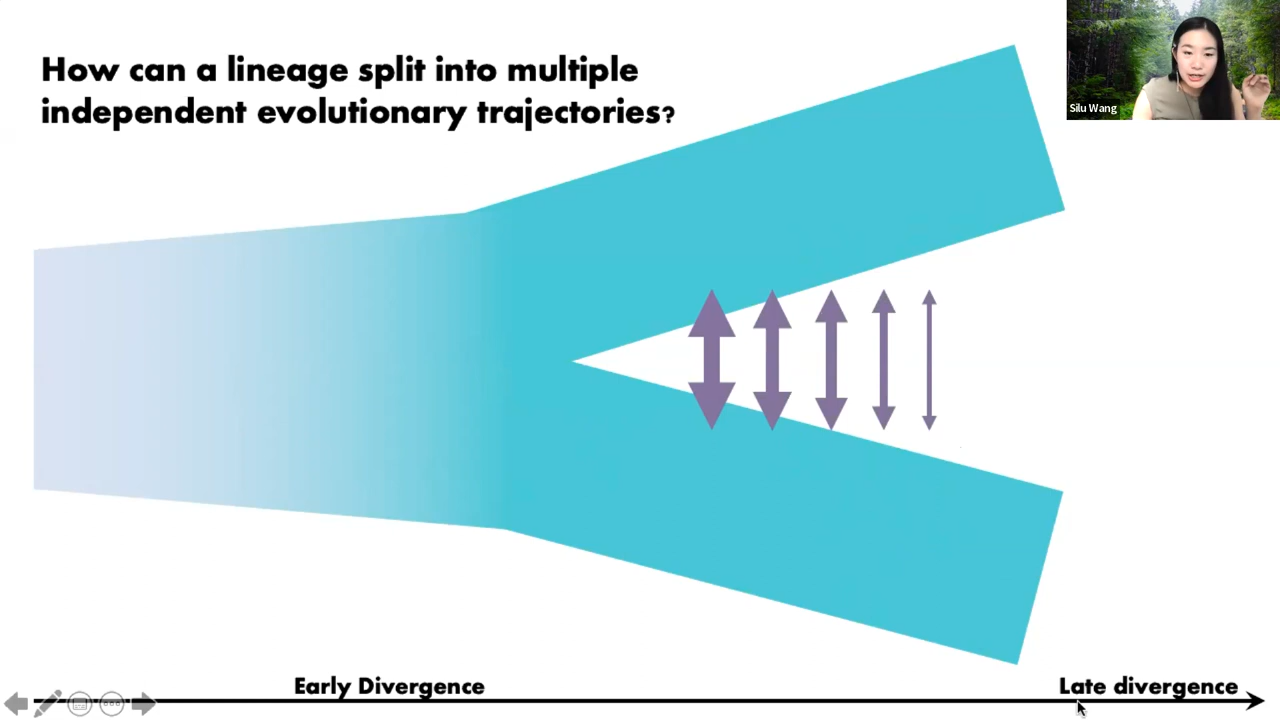 How can a lineage split into multiple
independent evolutionary trajectories?
Silu Wang
Early Divergence
Late divergence